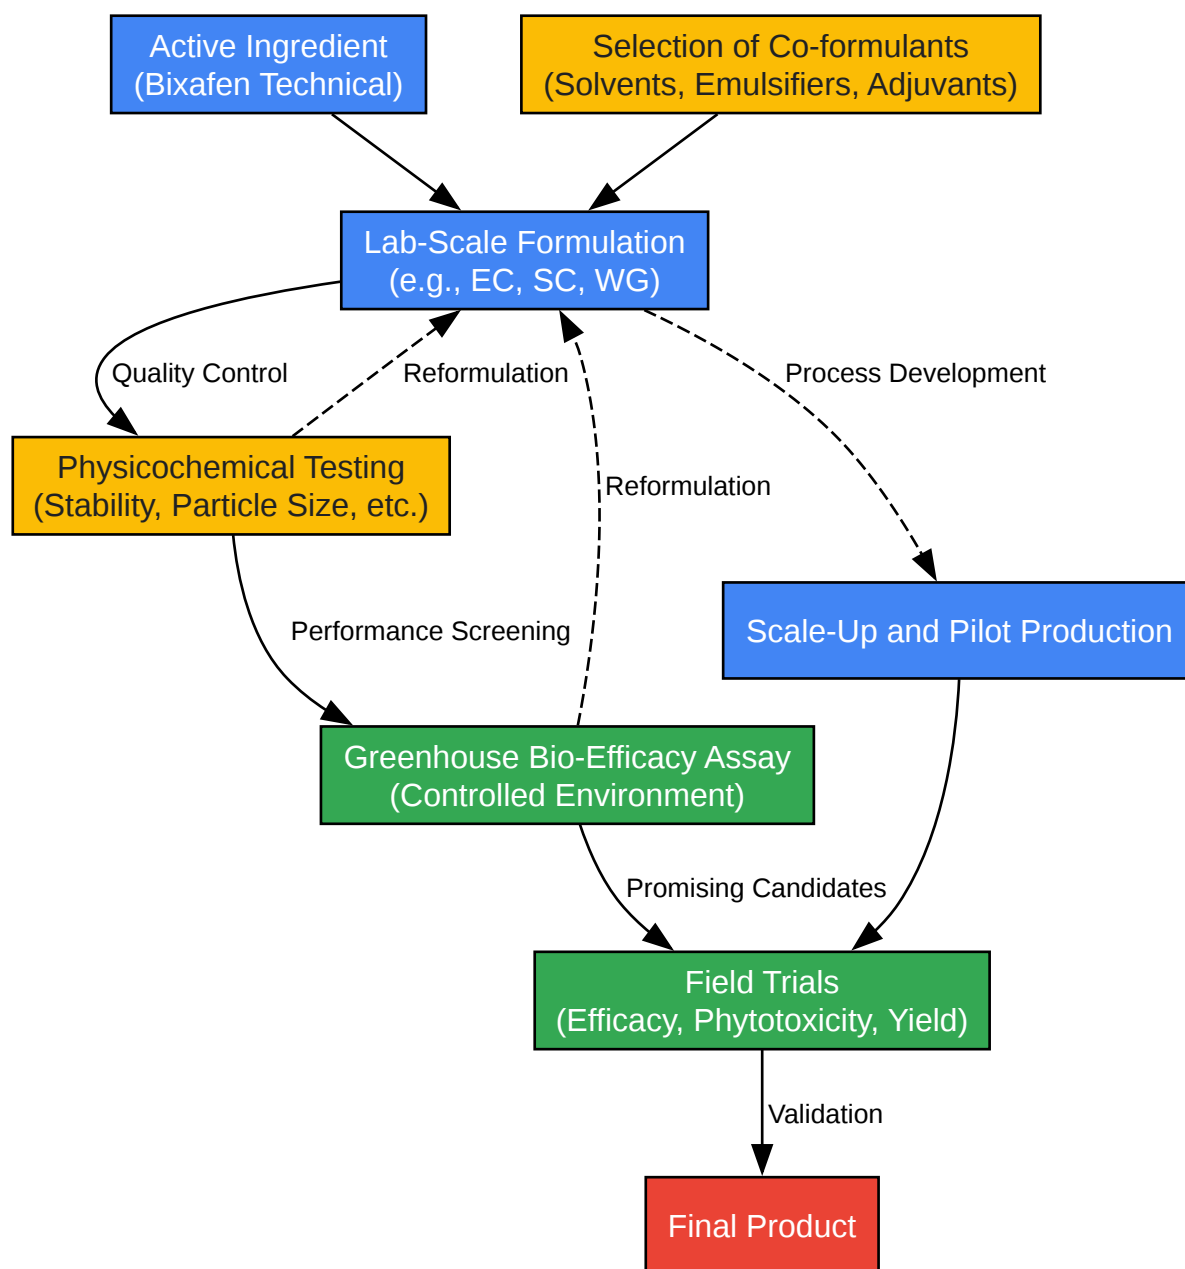 Active Ingredient
(Bixafen Technical)
Selection of Co-formulants
(Solvents, Emulsifiers, Adjuvants)
Lab-Scale Formulation
(e.g., EC, SC, WG)
Quality Control
Reformulation
Process Development
Physicochemical Testing
(Stability, Particle Size, etc.)
Reformulation
Performance Screening
Scale-Up and Pilot Production
Greenhouse Bio-Efficacy Assay
(Controlled Environment)
Promising Candidates
Field Trials
(Efficacy, Phytotoxicity, Yield)
Validation
Final Product